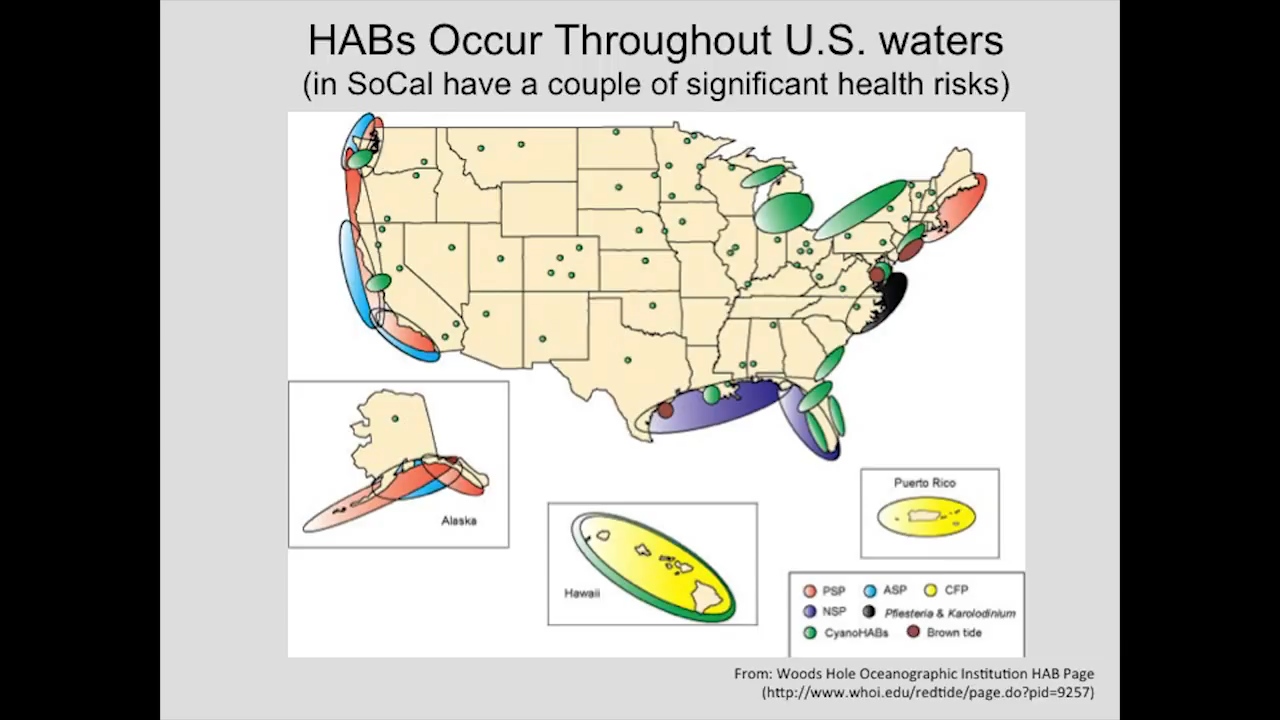 HABs Occur Throughout U.S. waters
(in SoCal have a couple of significant health risks)
Alaska
Hawaii
Puerto Rico
PSP ASP CFP
NSP Pfiesteria & Karolodinium
CyanoHABs Brown tide
From: Woods Hole Oceanographic Institution HAB Page
(http://www.whoi.edu/redtide/page.do?pid=9257)